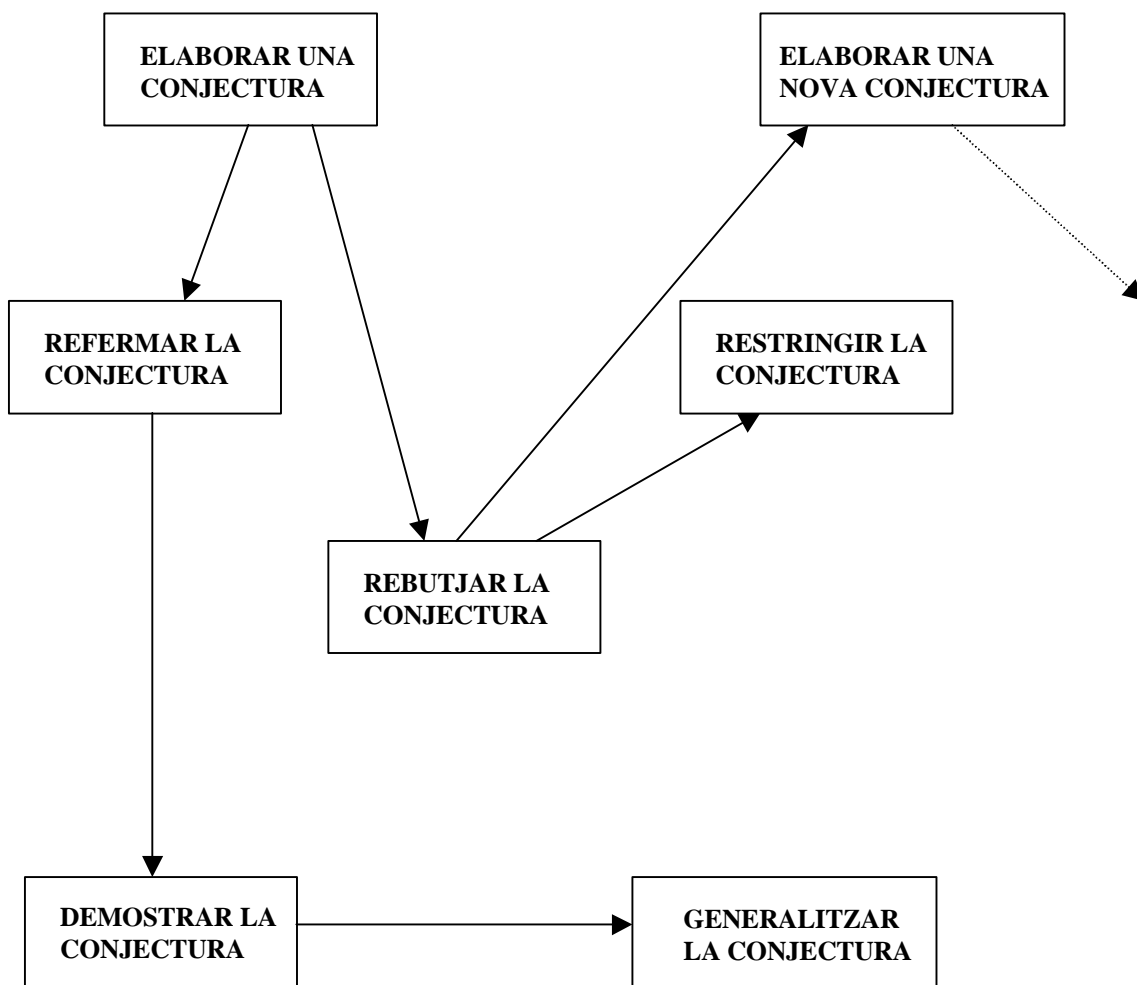 ELABORAR UNA
CONJECTURA
ELABORAR UNA
NOVA CONJECTURA
REFERMAR LA
CONJECTURA
RESTRINGIR LA
CONJECTURA
REBUTJAR LA
CONJECTURA
DEMOSTRAR LA
CONJECTURA
GENERALITZAR
LA CONJECTURA